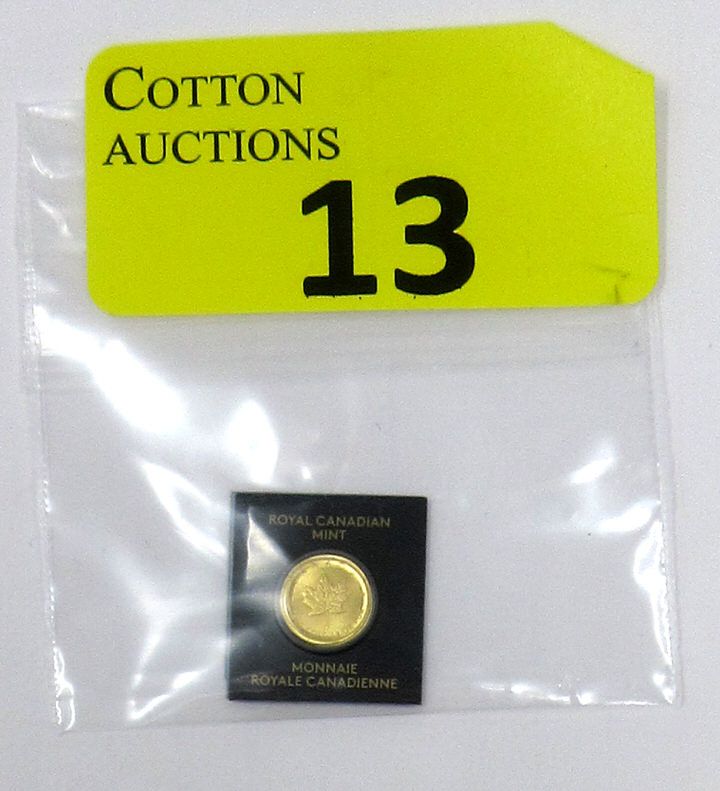 COTTON
AUCTIONS
13
ROYAL CANADIAN
MINT
MONNAIE
ROYALE CANADIENNE